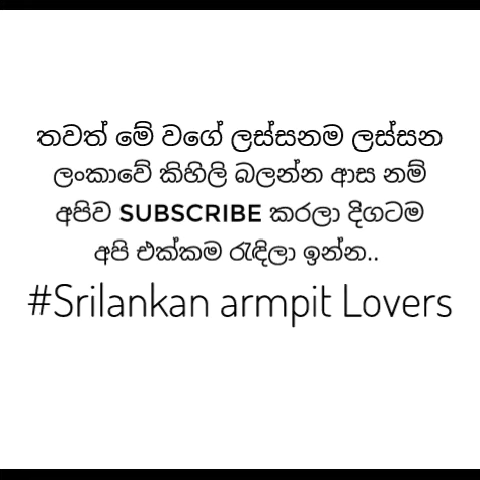 තවත් මේ වගේ ලස්සනම ලස්සන
ලංකාවේ කිහිලි බලන්න ආස නම්
අපිව SUBSCRIBE කරලා දිගටම
අපි එක්කම රැඳිලා ඉන්න..
#Srilankan armpit Lovers